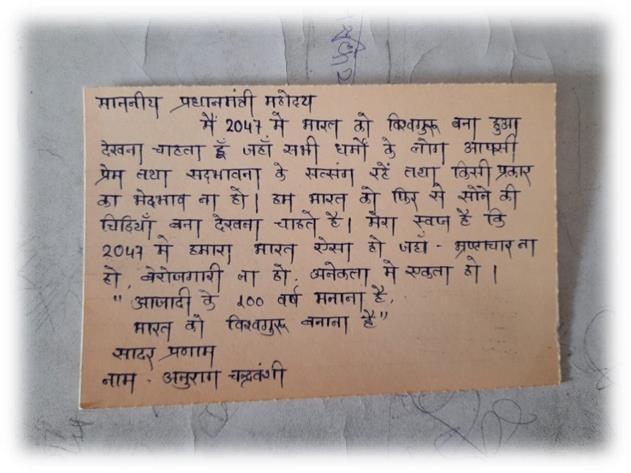 माननीय प्रधानमंत्री महोदय
मैं 2047 मे भारत को विश्वगुरू बना हुआ
देखना चाहता हूँ जहाँ सभी धर्मो के लोग आपसी
प्रेम तथा सदभावना के सत्संग रहें तथा किसी प्रकार
का भेदभाव ना हो। हम भारत को फिर से सोने की
चिडियाँ बना देखना चाहते है। मेरा स्वप्न है कि
2047 मे हमारा भारत ऐसा हो जहाँ - भ्रष्टाचार ना
हो, बेरोजगारी ना हो, अनेकता मे एकता हो।
"आजादी के 100 वर्ष मनाना है,
भारत को विश्वगुरू बनाना है"
सादर प्रणाम
नाम - अनुराग चन्द्रवंशी